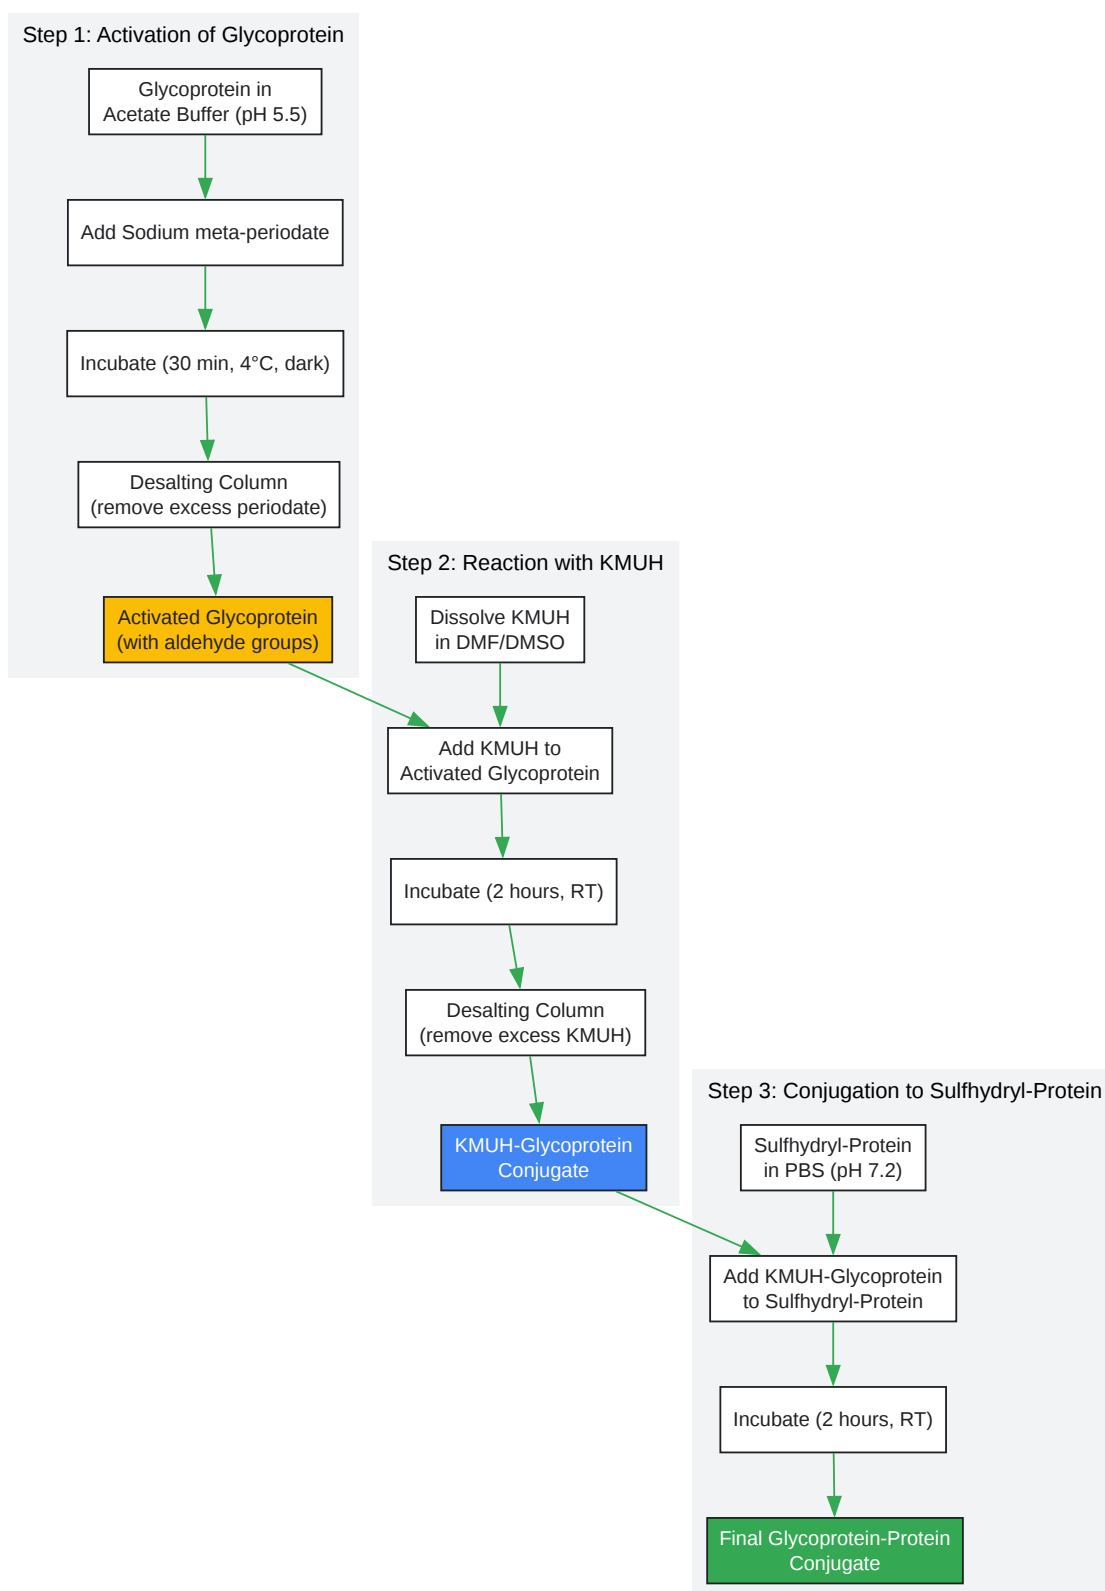 Step 1: Activation of Glycoprotein
Glycoprotein in
Acetate Buffer (pH 5.5)
Add Sodium meta-periodate
Incubate (30 min, 4°C, dark)
Desalting Column
(remove excess periodate)
Activated Glycoprotein
(with aldehyde groups)
Step 2: Reaction with KMUH
Dissolve KMUH
in DMF/DMSO
Add KMUH to
Activated Glycoprotein
Incubate (2 hours, RT)
Desalting Column
(remove excess KMUH)
KMUH-Glycoprotein
Conjugate
Step 3: Conjugation to Sulfhydryl-Protein
Sulfhydryl-Protein
in PBS (pH 7.2)
Add KMUH-Glycoprotein
to Sulfhydryl-Protein
Incubate (2 hours, RT)
Final Glycoprotein-Protein
Conjugate